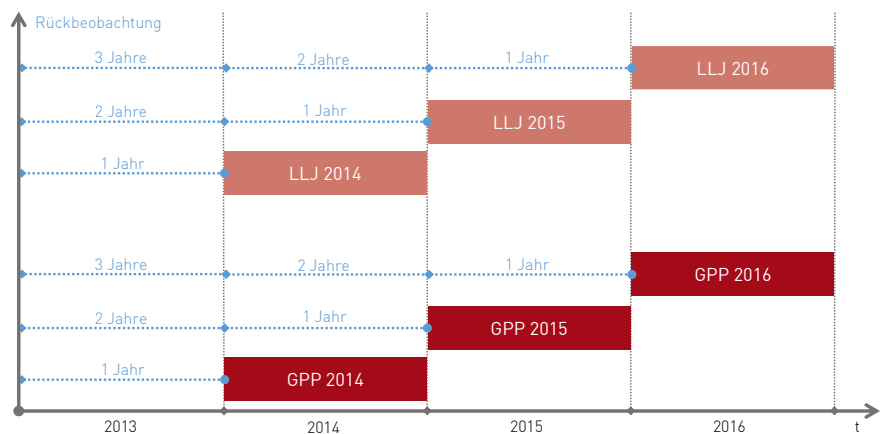 Rückbeobachtung
3 Jahre 2 Jahre 1 Jahr LLJ 2016
2 Jahre 1 Jahr LLJ 2015
1 Jahr LLJ 2014
3 Jahre 2 Jahre 1 Jahr GPP 2016
2 Jahre 1 Jahr GPP 2015
1 Jahr GPP 2014
2013 2014 2015 2016 t